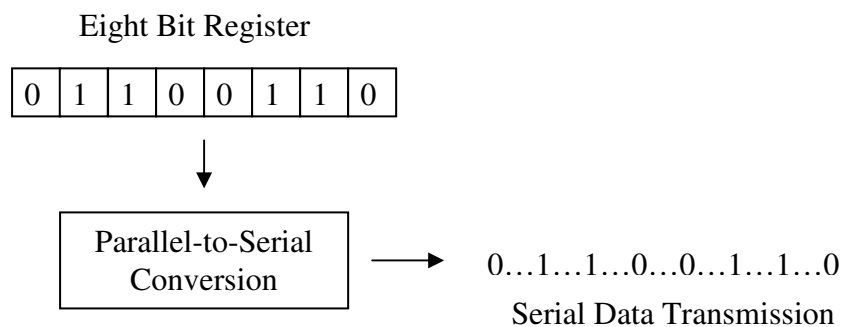 Eight Bit Register
0 1 1 0 0 1 1 0
Parallel-to-Serial
Conversion
0…1…1…0…0…1…1…0
Serial Data Transmission